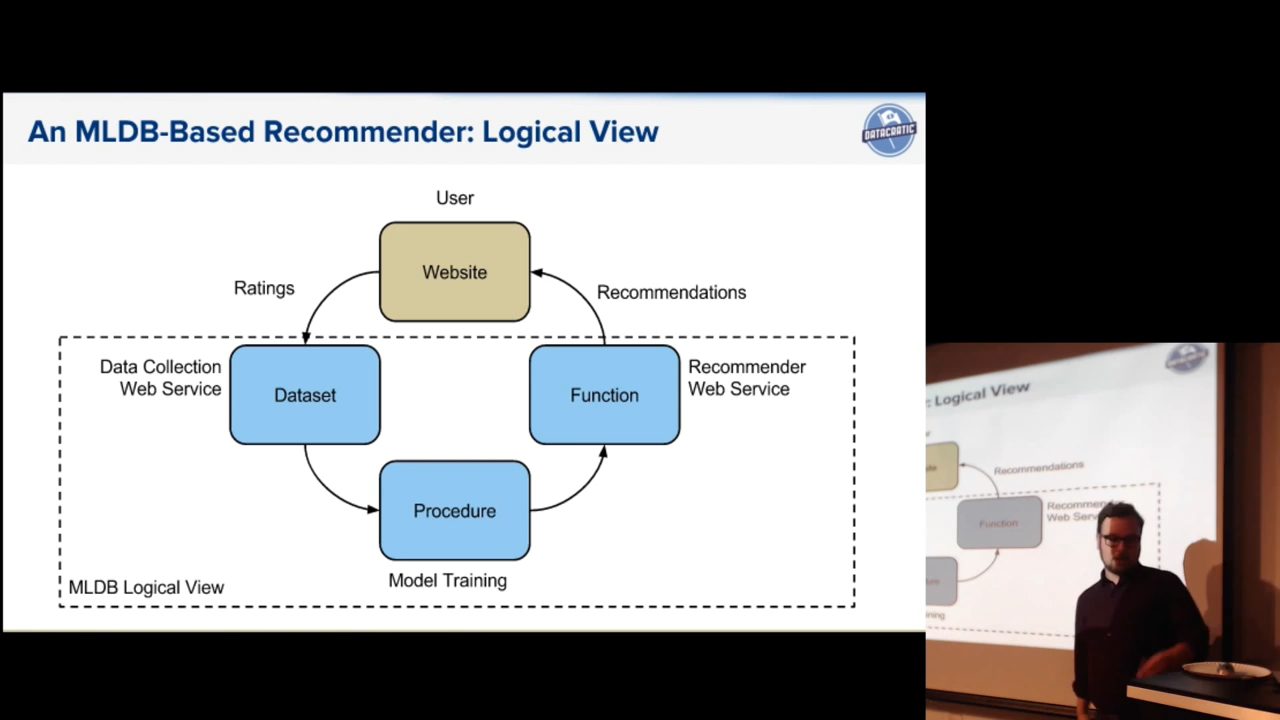 An MLDB-Based Recommender: Logical View
DATACRATIC
User
Website
Ratings
Recommendations
Data Collection
Web Service
Dataset
Function
Recommender
Web Service
Procedure
Model Training
MLDB Logical View
: Logical View
Recommendations
Function
Web